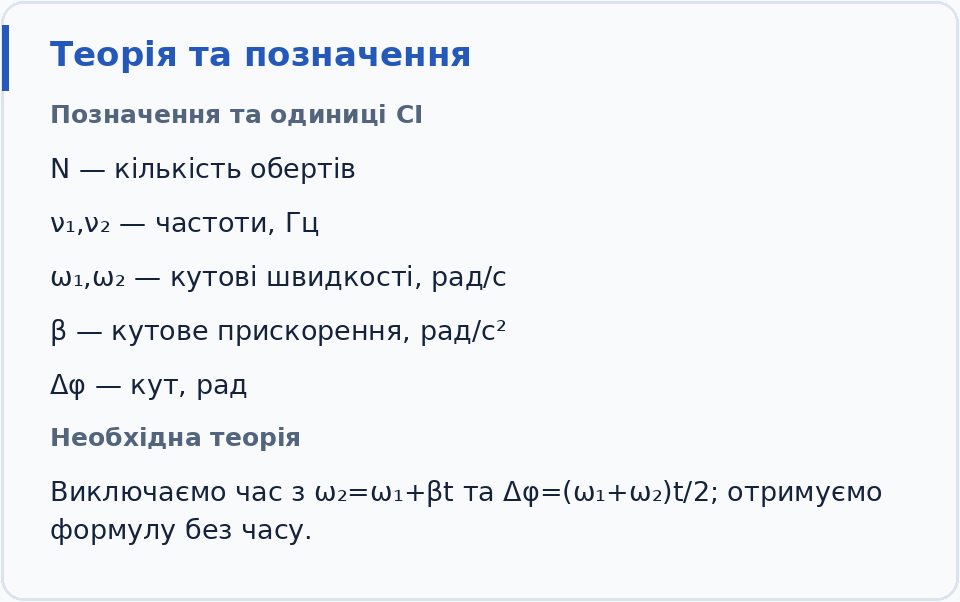 Теорія та позначення
Позначення та одиниці СІ
N — кількість обертів
ν₁,ν₂ — частоти, Гц
ω₁,ω₂ — кутові швидкості, рад/с
β — кутове прискорення, рад/с²
Δφ — кут, рад
Необхідна теорія
Виключаємо час з ω₂=ω₁+βt та Δφ=(ω₁+ω₂)t/2; отримуємо
формулу без часу.